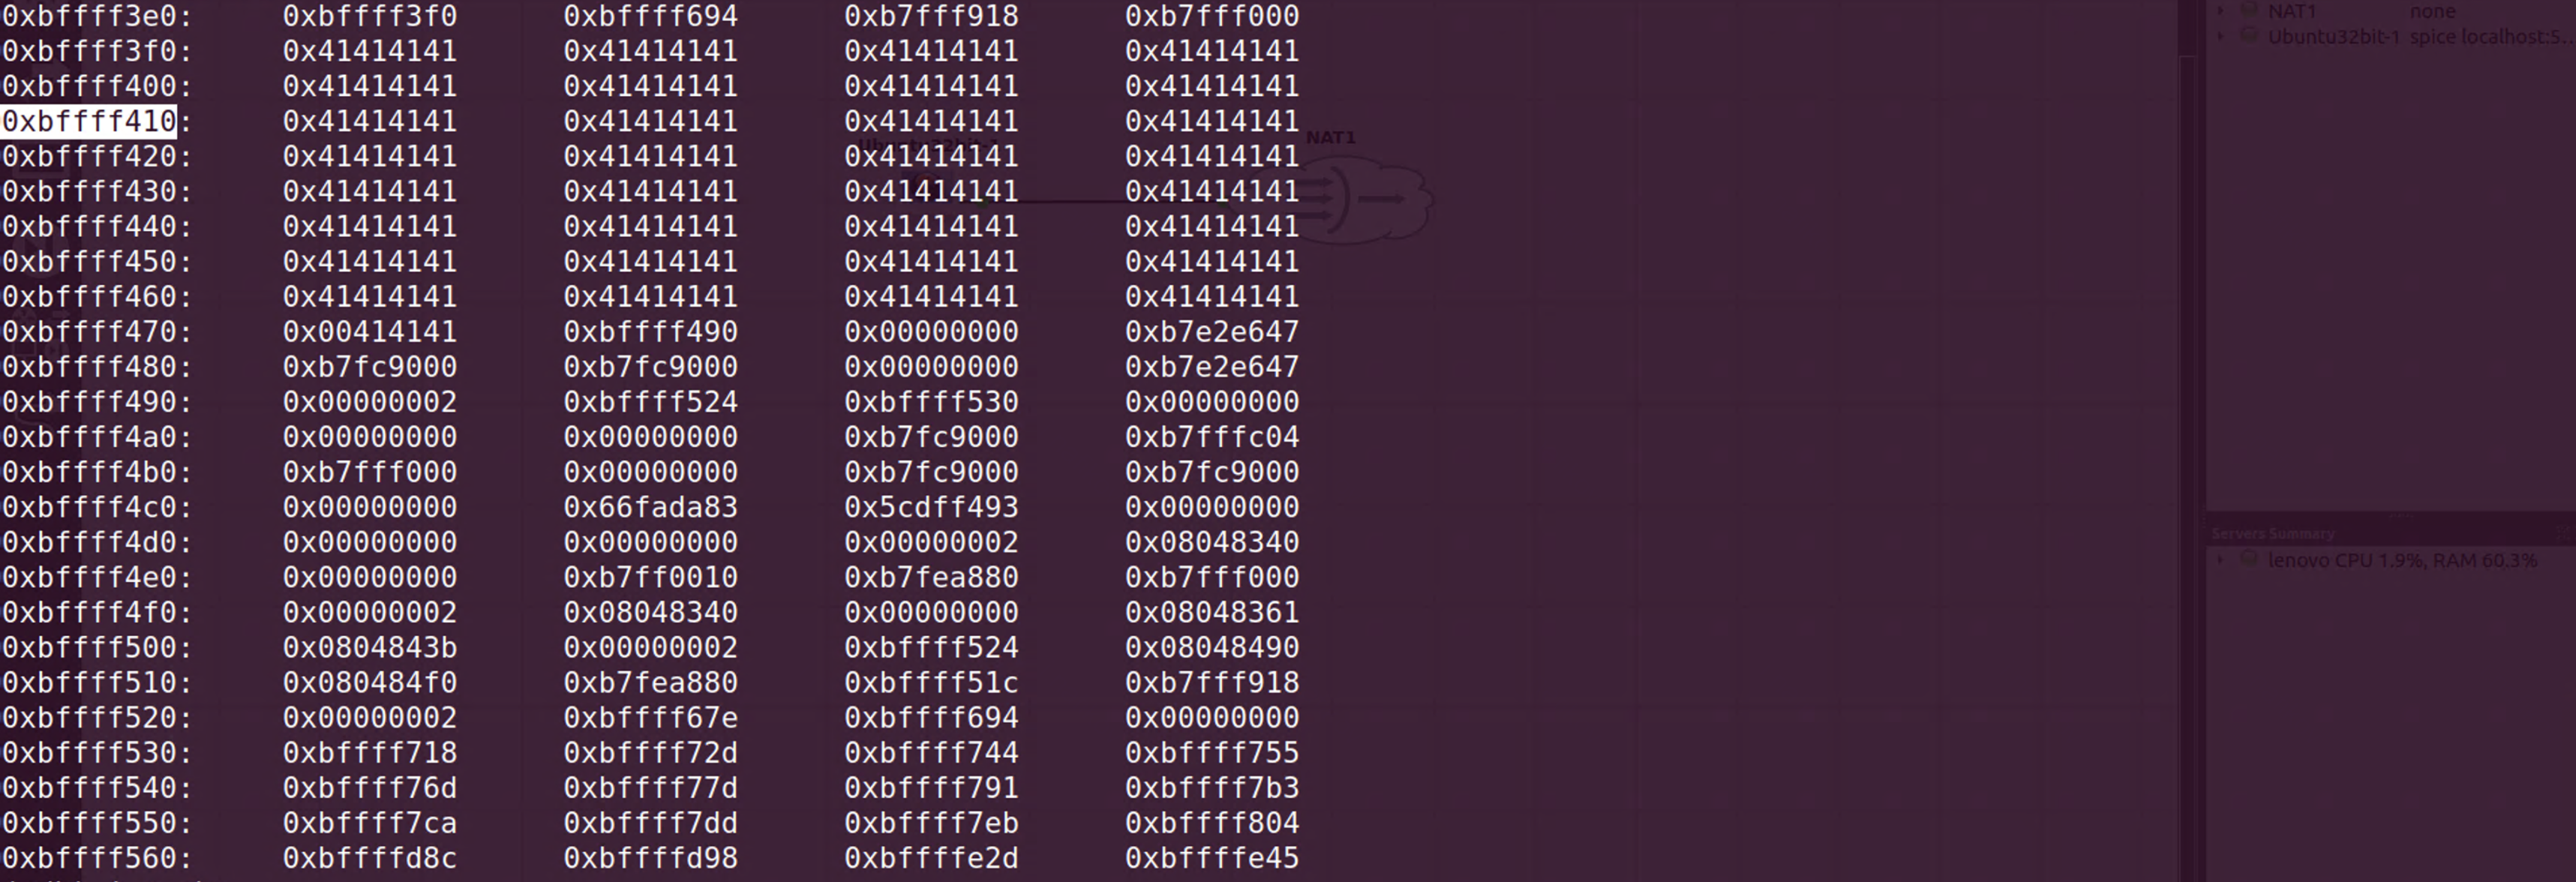 0xbffff3e0: 0xbffff3f0 0xbffff694 0xb7fff918 0xb7fff000
0xbffff3f0: 0x41414141 0x41414141 0x41414141 0x41414141
0xbffff400: 0x41414141 0x41414141 0x41414141 0x41414141
0xbffff410: 0x41414141 0x41414141 0x41414141 0x41414141
0xbffff420: 0x41414141 0x41414141 0x41414141 0x41414141
0xbffff430: 0x41414141 0x41414141 0x41414141 0x41414141
0xbffff440: 0x41414141 0x41414141 0x41414141 0x41414141
0xbffff450: 0x41414141 0x41414141 0x41414141 0x41414141
0xbffff460: 0x41414141 0x41414141 0x41414141 0x41414141
0xbffff470: 0x00414141 0xbffff490 0x00000000 0xb7e2e647
0xbffff480: 0xb7fc9000 0xb7fc9000 0x00000000 0xb7e2e647
0xbffff490: 0x00000002 0xbffff524 0xbffff530 0x00000000
0xbffff4a0: 0x00000000 0x00000000 0xb7fc9000 0xb7fffc04
0xbffff4b0: 0xb7fff000 0x00000000 0xb7fc9000 0xb7fc9000
0xbffff4c0: 0x00000000 0x66fada83 0x5cdff493 0x00000000
0xbffff4d0: 0x00000000 0x00000000 0x00000002 0x08048340
0xbffff4e0: 0x00000000 0xb7ff0010 0xb7fea880 0xb7fff000
0xbffff4f0: 0x00000002 0x08048340 0x00000000 0x08048361
0xbffff500: 0x0804843b 0x00000002 0xbffff524 0x08048490
0xbffff510: 0x080484f0 0xb7fea880 0xbffff51c 0xb7fff918
0xbffff520: 0x00000002 0xbffff67e 0xbffff694 0x00000000
0xbffff530: 0xbffff718 0xbffff72d 0xbffff744 0xbffff755
0xbffff540: 0xbffff76d 0xbffff77d 0xbffff791 0xbffff7b3
0xbffff550: 0xbffff7ca 0xbffff7dd 0xbffff7eb 0xbffff804
0xbffff560: 0xbffffd8c 0xbffffd98 0xbffffe2d 0xbffffe45
NAT1
NAT1 none
Ubuntu32bit-1 spice localhost:5...
Servers Summary
lenovo CPU 1.9%, RAM 60.3%